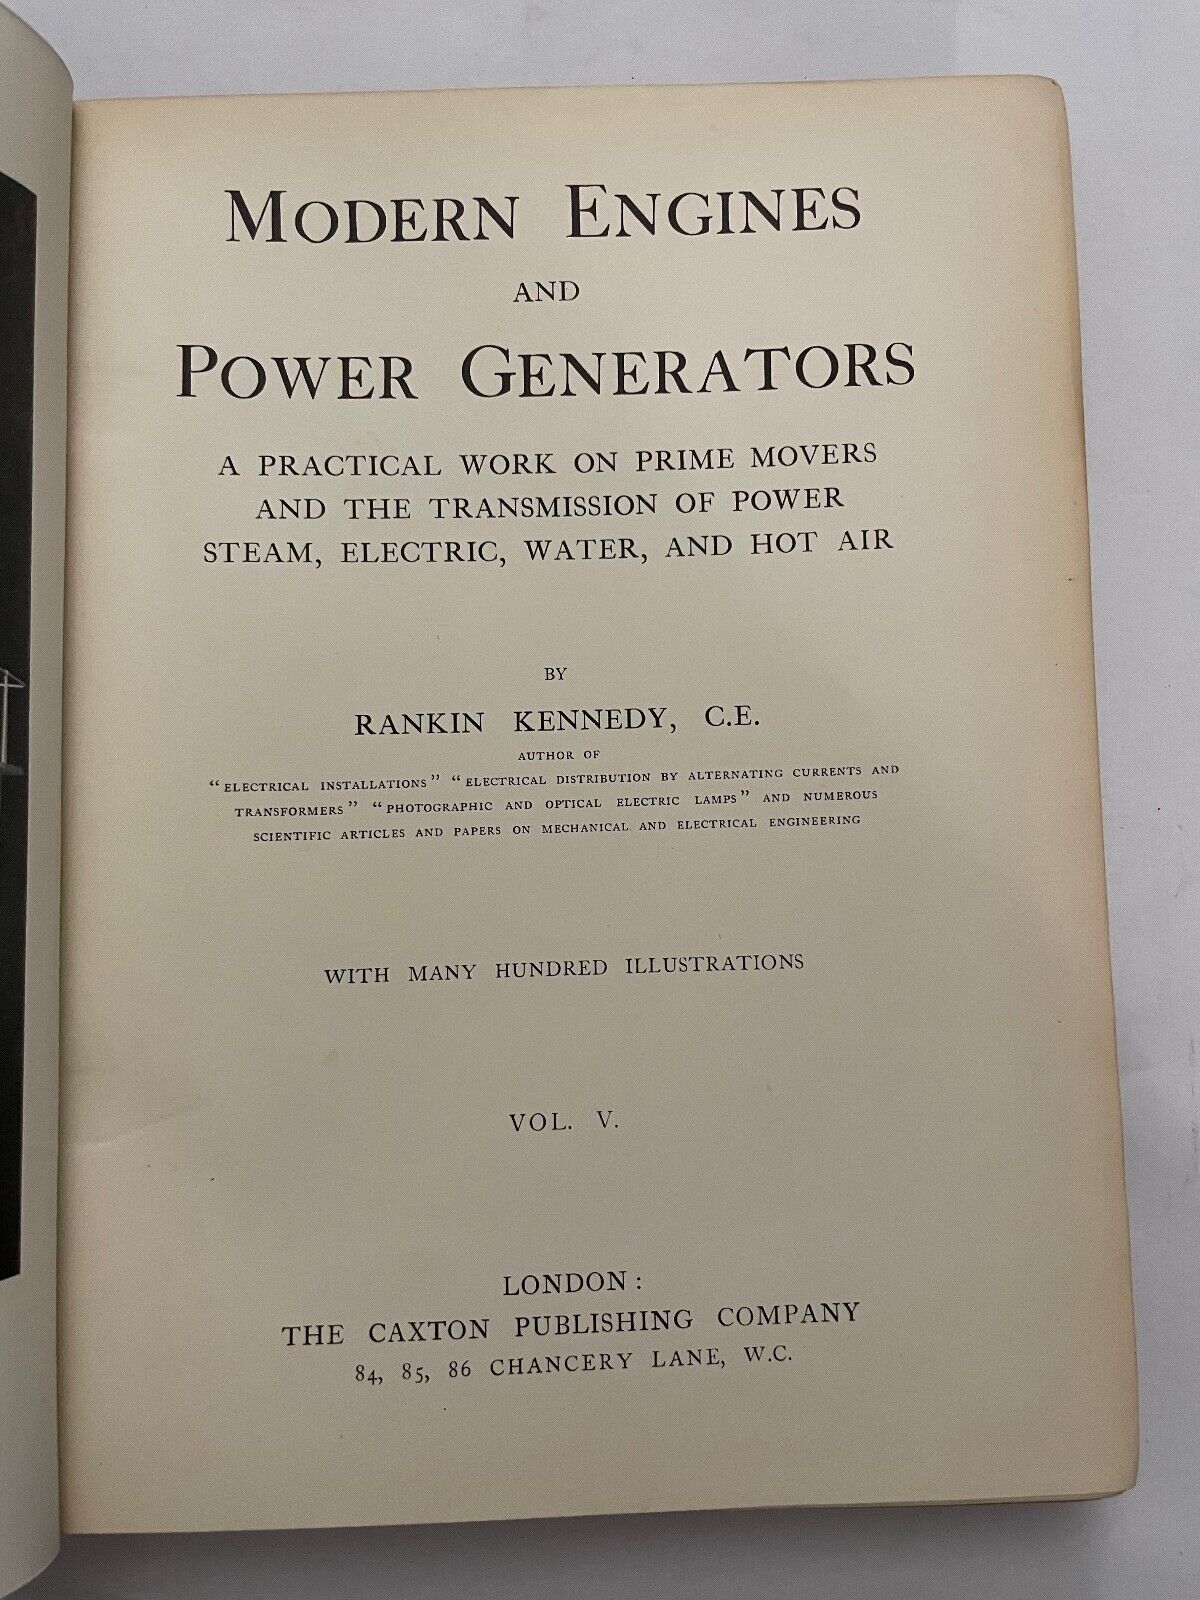 MODERN ENGINES
AND
POWER GENERATORS
A PRACTICAL WORK ON PRIME MOVERS
AND THE TRANSMISSION OF POWER
STEAM, ELECTRIC, WATER, AND HOT AIR
BY
RANKIN KENNEDY, C.E.
AUTHOR OF
"ELECTRICAL INSTALLATIONS" "ELECTRICAL DISTRIBUTION BY ALTERNATING CURRENTS AND
TRANSFORMERS" "PHOTOGRAPHIC AND OPTICAL ELECTRIC LAMPS" AND NUMEROUS
SCIENTIFIC ARTICLES AND PAPERS ON MECHANICAL AND ELECTRICAL ENGINEERING
WITH MANY HUNDRED ILLUSTRATIONS
VOL. V.
LONDON:
THE CAXTON PUBLISHING COMPANY
84, 85, 86 CHANCERY LANE, W.C.